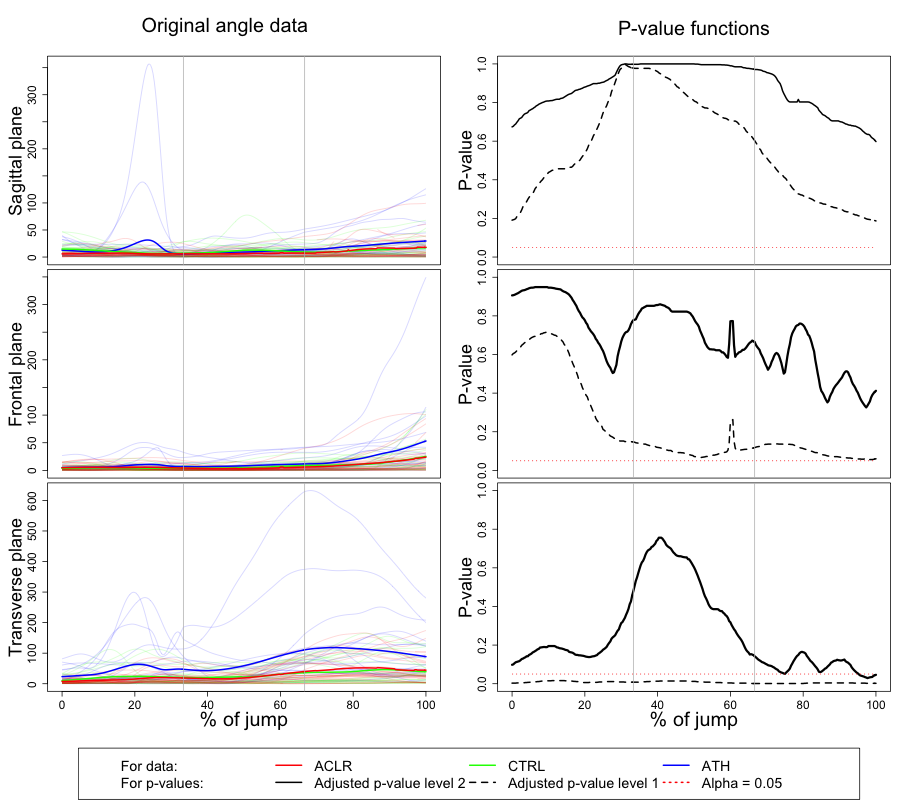 Original angle data
P-value functions
Sagittal plane
0 50 100 200 300
P-value
0.0 0.2 0.4 0.6 0.8 1.0
Frontal plane
0 50 100 200 300
P-value
0.0 0.2 0.4 0.6 0.8 1.0
Transverse plane
0 100 200 300 400 500 600
0 20 40 60 80 100
% of jump
P-value
0.0 0.2 0.4 0.6 0.8 1.0
0 20 40 60 80 100
% of jump
For data: ACLR CTRL ATH
For p-values: Adjusted p-value level 2 Adjusted p-value level 1 Alpha = 0.05